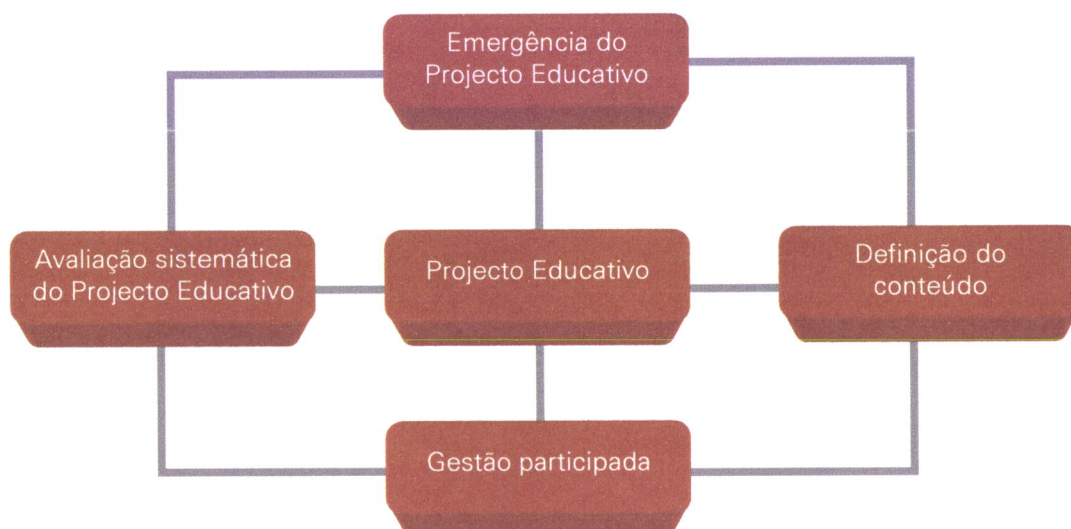 Emergência do
Projecto Educativo
Avaliação sistemática
do Projecto Educativo
Projecto Educativo
Definição do
conteúdo
Gestão participada